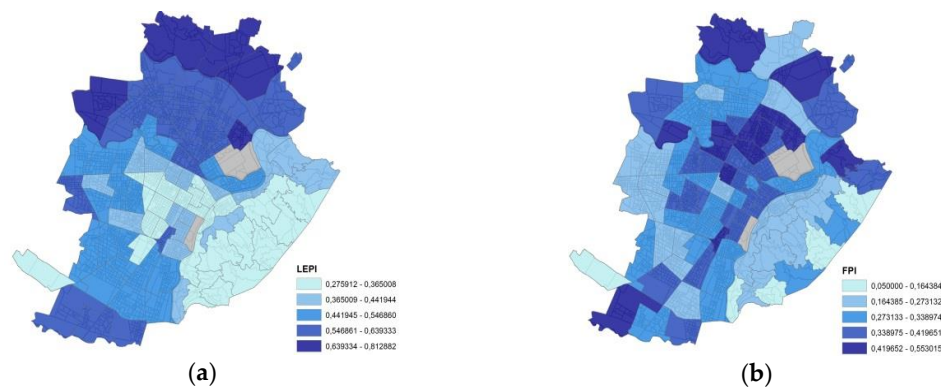 LEPI
0,275912 - 0,365008
0,365009 - 0,441944
0,441945 - 0,546860
0,546861 - 0,639333
0,639334 - 0,812882
(a)
FPI
0,050000 - 0,164384
0,164385 - 0,273132
0,273133 - 0,338974
0,338975 - 0,419651
0,419652 - 0,553015
(b)